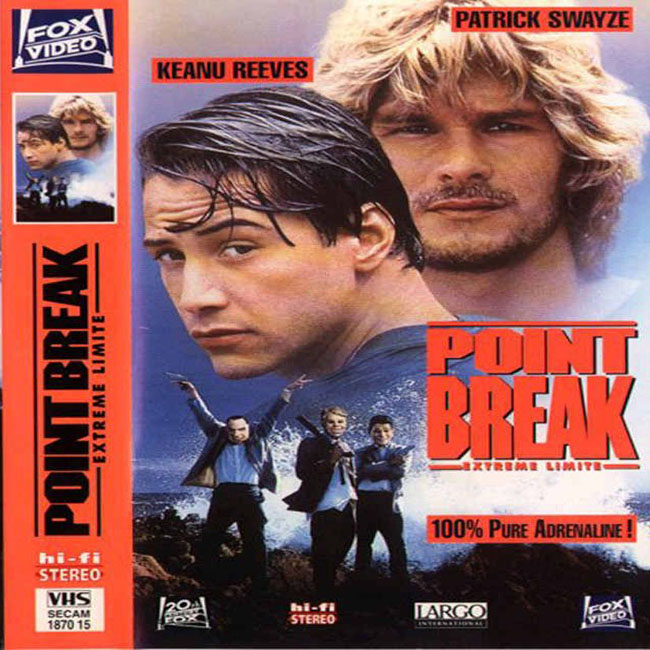 FOX
VIDEO
POINT BREAK
EXTREME LIMITE
hi-fi
STEREO
VHS
SECAM
1870 15
PATRICK SWAYZE
KEANU REEVES
POINT
BREAK
EXTREME LIMITE
100% PURE ADRENALINE !
20th
CENTURY
FOX
hi-fi
STEREO
LARGO
INTERNATIONAL
FOX
VIDEO